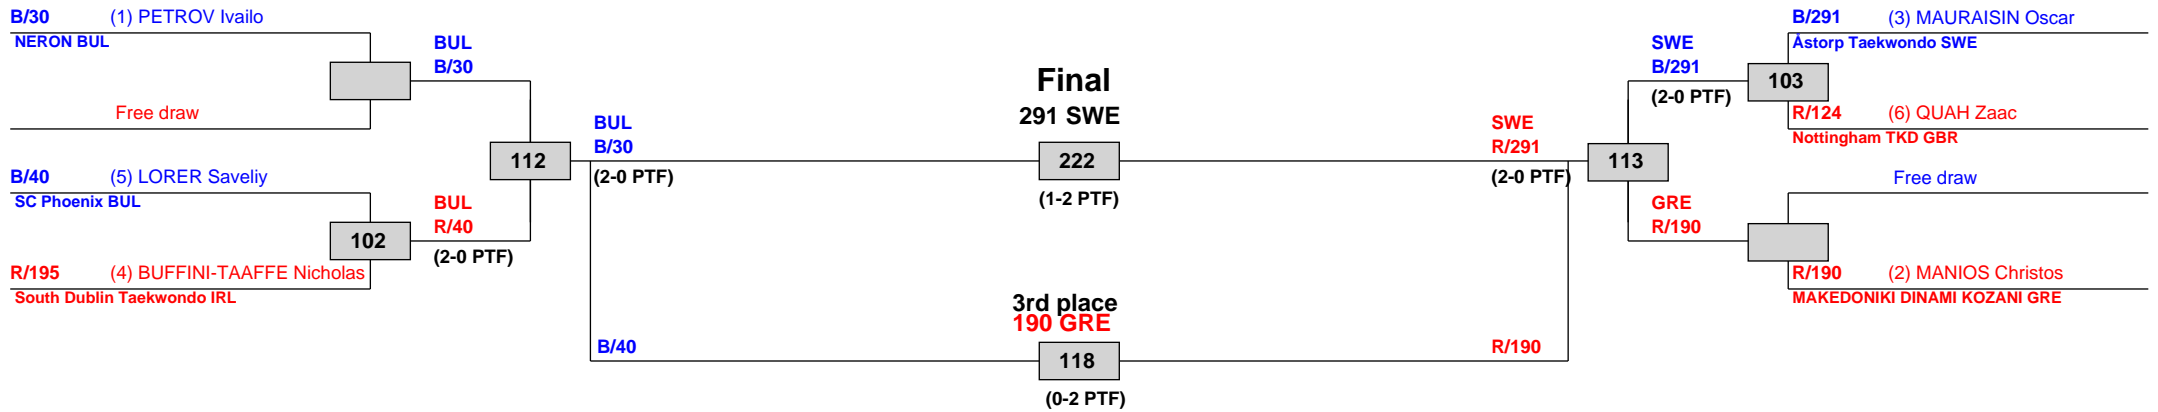 B/30 (1) PETROV Ivailo
NERON BUL
Free draw
B/40 (5) LORER Saveliy
SC Phoenix BUL
R/195 (4) BUFFINI-TAAFFE Nicholas
South Dublin Taekwondo IRL
102
BUL
B/30
BUL
R/40
(2-0 PTF)
112
BUL
B/30
(2-0 PTF)
Final
291 SWE
222
(1-2 PTF)
3rd place
190 GRE
B/40
118
(0-2 PTF)
R/190
SWE
R/291
(2-0 PTF)
113
SWE
B/291
(2-0 PTF)
GRE
R/190
103
B/291 (3) MAURAISIN Oscar
Åstorp Taekwondo SWE
R/124 (6) QUAH Zaac
Nottingham TKD GBR
Free draw
R/190 (2) MANIOS Christos
MAKEDONIKI DINAMI KOZANI GRE